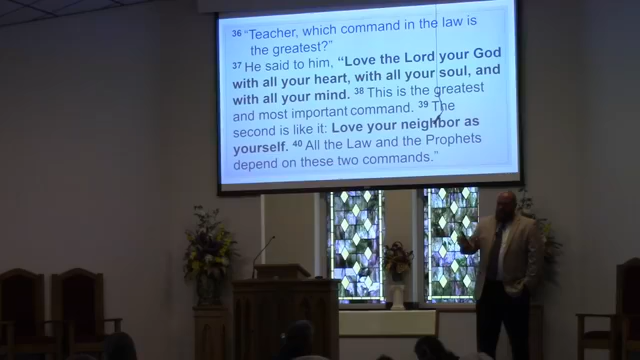 36 “Teacher, which command in the law is
the greatest?”
37 He said to him, “Love the Lord your God
with all your heart, with all your soul, and
with all your mind. 38 This is the greatest
and most important command. 39 The
second is like it: Love your neighbor as
yourself. 40 All the Law and the Prophets
depend on these two commands.”